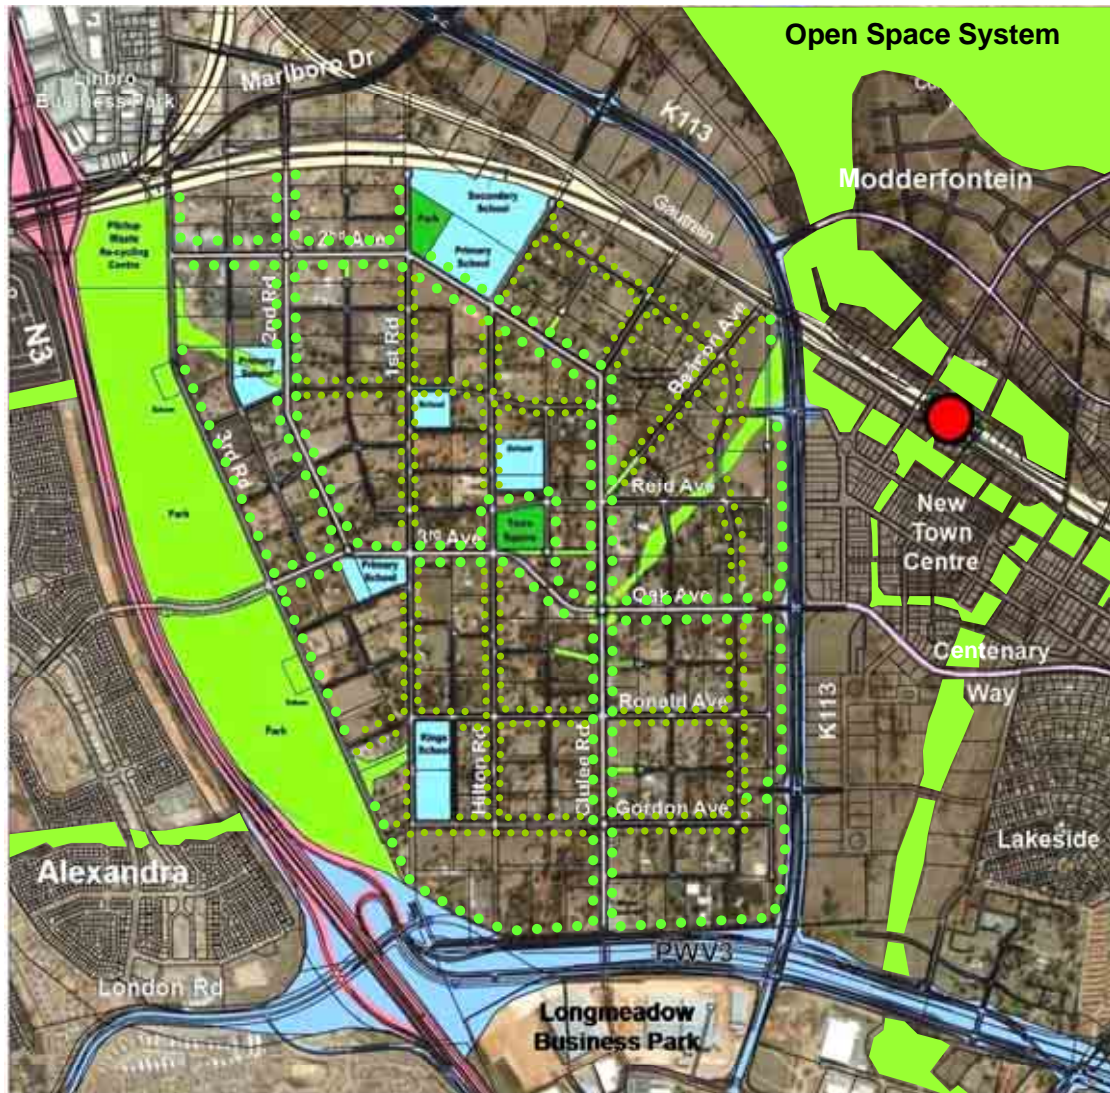 Open Space System
Marlboro Dr
Linbro
Business Park
K113
Modderfontein
Secondary
School
Park
Primary
School
Gautrain
Pikitup
Waste
Re-cycling
Centre
2nd Ave
N3
2nd Rd
1st Rd
Bearon Ave
Primary
School
School
3rd Rd
School
Reid Ave
Park
Town
Square
3rd Ave
New
Town
Centre
Primary
School
Oak Ave
Centenary
Way
Ronald Ave
K113
Park
Kings
School
Hilton Rd
Clulee Rd
Gordon Ave
Lakeside
Alexandra
PWV3
London Rd
Longmeadow
Business Park